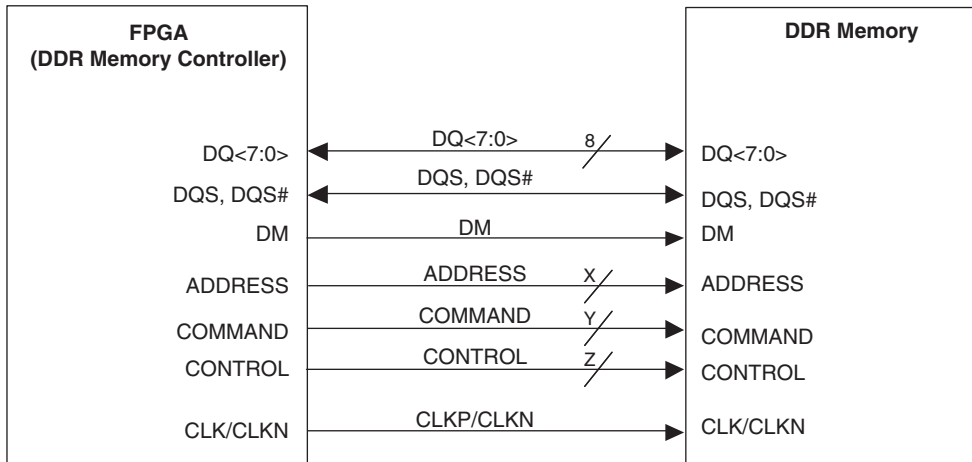 FPGA
(DDR Memory Controller)
DDR Memory
DQ<7:0>
DQ<7:0>
8
DQ<7:0>
DQS, DQS#
DQS, DQS#
DQS, DQS#
DM
DM
DM
ADDRESS
ADDRESS
X
ADDRESS
COMMAND
COMMAND
Y
COMMAND
CONTROL
CONTROL
Z
CONTROL
CLK/CLKN
CLKP/CLKN
CLK/CLKN